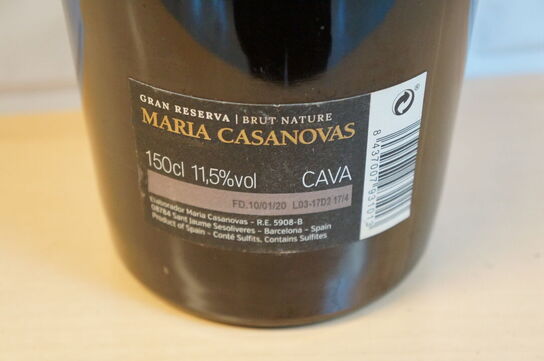 GRAN RESERVA | BRUT NATURE
MARIA CASANOVAS
150cl 11,5%vol CAVA
FD.10/01/20 L03-17D3 17/4
Elaborador Maria Casanovas - R.E. 5908-B
08784 Sant Jaume Sesoliveres - Barcelona - Spain
Product of Spain - Conté Sulfits, Contains Sulfites